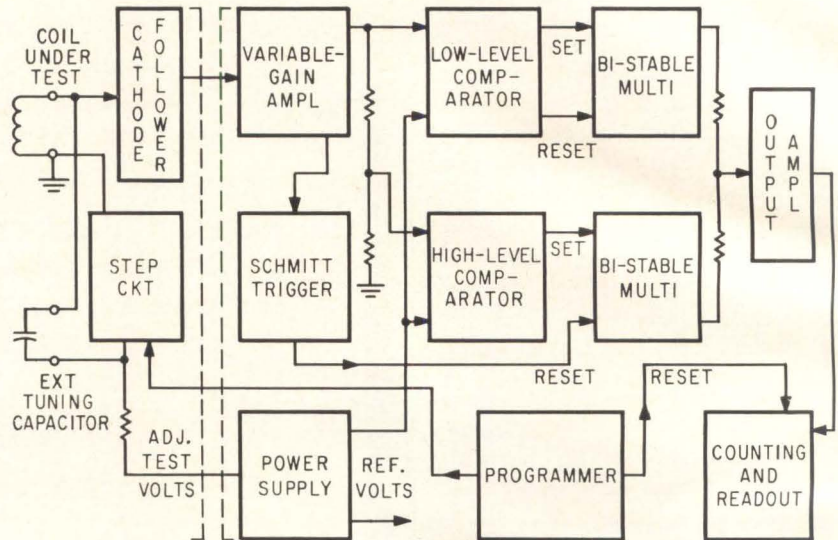 COIL
UNDER
TEST
CATHODE
FOLLOWER
VARIABLE-
GAIN
AMPL
LOW-LEVEL
COMP-
ARATOR
SET
RESET
BI-STABLE
MULTI
OUTPUT
AMPL
STEP
CKT
SCHMITT
TRIGGER
HIGH-LEVEL
COMP-
ARATOR
SET
RESET
BI-STABLE
MULTI
EXT
TUNING
CAPACITOR
ADJ.
TEST
VOLTS
POWER
SUPPLY
REF.
VOLTS
PROGRAMMER
RESET
COUNTING
AND
READOUT